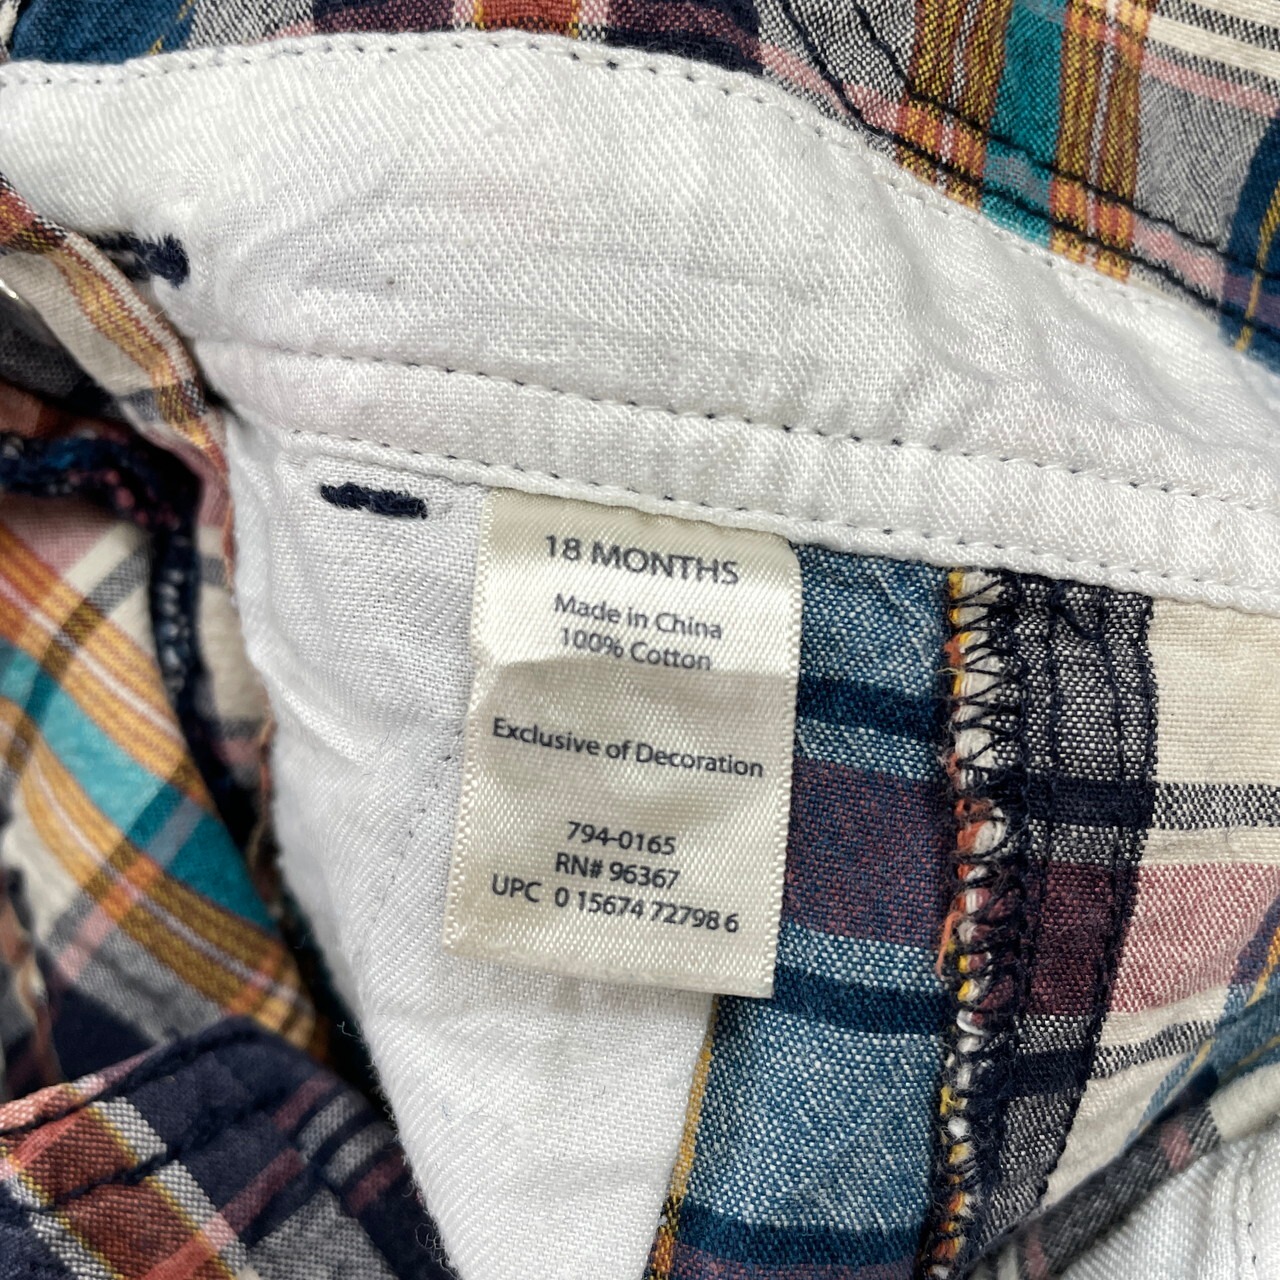 18 MONTHS
Made in China
100% Cotton
Exclusive of Decoration
794-0165
RN# 96367
UPC 0 15674 72798 6